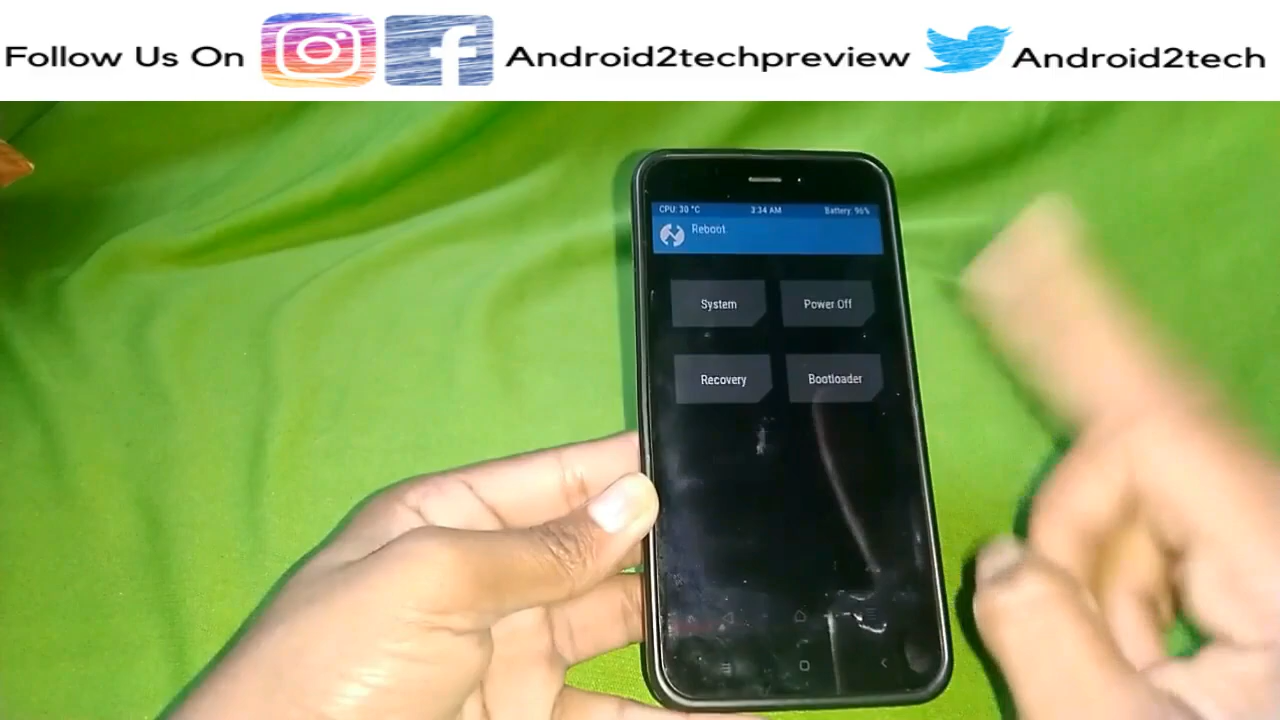 Follow Us On Android2techpreview Android2tech
CPU: 30 °C 3:34 AM Battery: 96%
Reboot
System Power Off
Recovery Bootloader